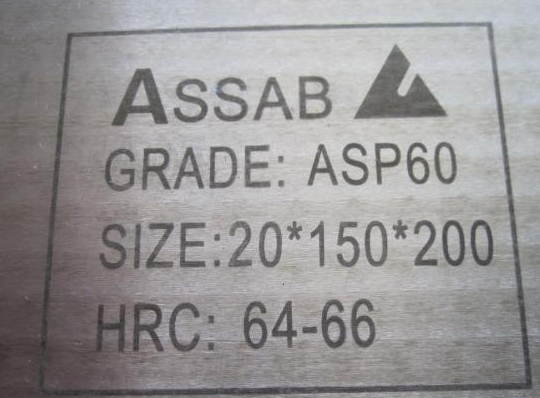 ASSAB
GRADE: ASP60
SIZE:20*150*200
HRC: 64-66